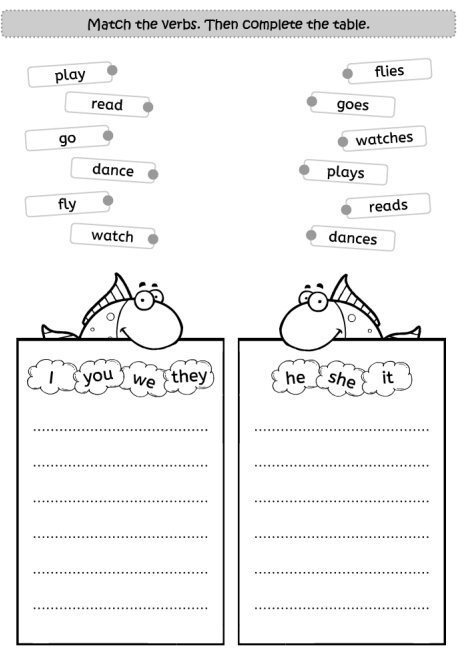 Match the verbs. Then complete the table.
play
read
go
dance
fly
watch
flies
goes
watches
plays
reads
dances
I you we they
he she it